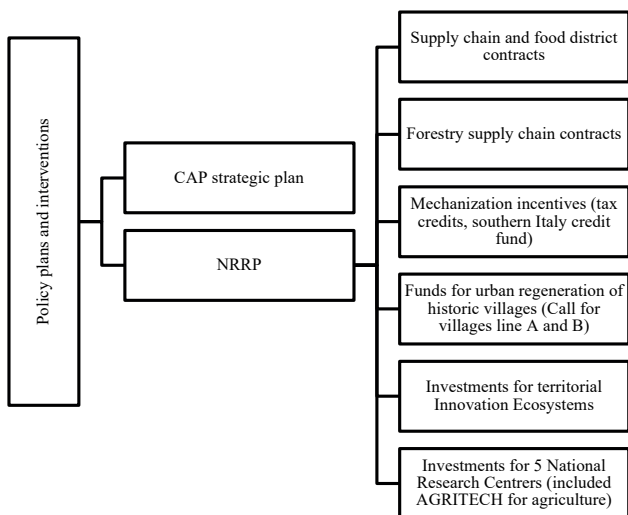 Policy plans and interventions
CAP strategic plan
NRRP
Supply chain and food district
contracts
Forestry supply chain contracts
Mechanization incentives (tax
credits, southern Italy credit
fund)
Funds for urban regeneration of
historic villages (Call for
villages line A and B)
Investments for territorial
Innovation Ecosystems
Investments for 5 National
Research Centrers (included
AGRITECH for agriculture)